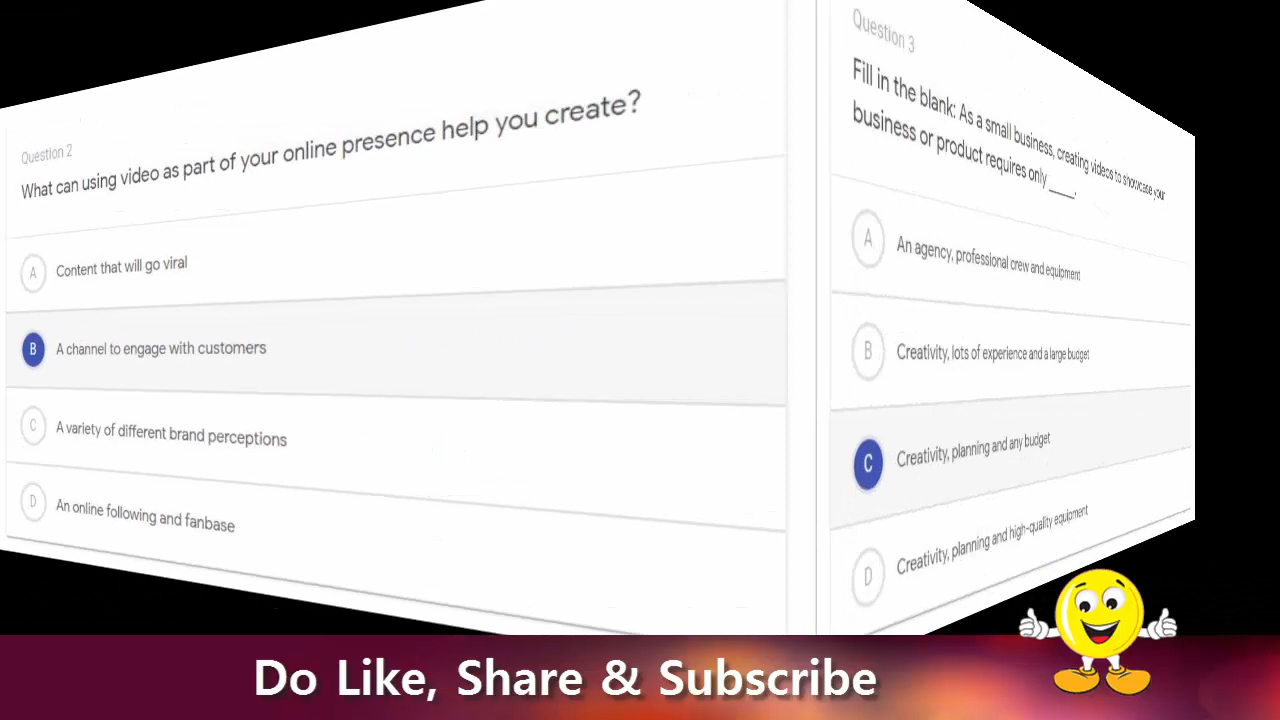 Question 2
What can using video as part of your online presence help you create?
A
Content that will go viral
B
A channel to engage with customers
C
A variety of different brand perceptions
D
An online following and fanbase
Question 3
Fill in the blank: As a small business, creating videos to showcase your
business or product requires only _____.
A
An agency, professional crew and equipment
B
Creativity, lots of experience and a large budget
C
Creativity, planning and any budget
D
Creativity, planning and high-quality equipment
Do Like, Share & Subscribe